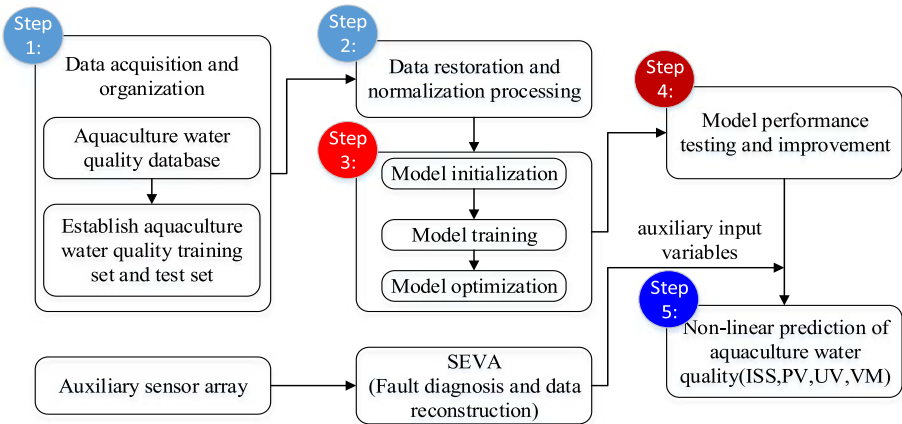 Step
1:
Data acquisition and
organization
Aquaculture water
quality database
Establish aquaculture
water quality training
set and test set
Step
2:
Data restoration and
normalization processing
Step
3:
Model initialization
Model training
Model optimization
Step
4:
Model performance
testing and improvement
auxiliary input
variables
Step
5:
Non-linear prediction of
aquaculture water
quality(ISS,PV,UV,VM)
Auxiliary sensor array
SEVA
(Fault diagnosis and data
reconstruction)